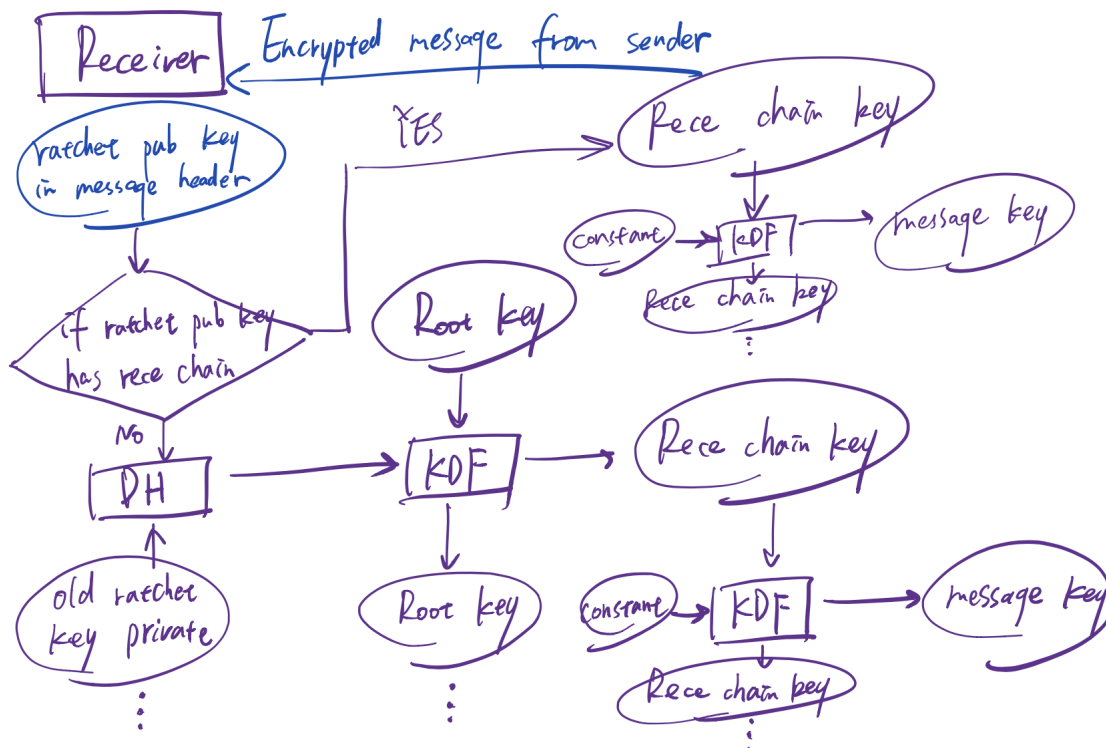 Receiver
Encrypted message from sender
ratchet pub key
in message header
YES
Rece chain key
constant
KDF
message key
Rece chain key
if ratchet pub key
has rece chain
No
DH
old ratchet
key private
Root key
KDF
Root key
Rece chain key
constant
KDF
message key
Rece chain key